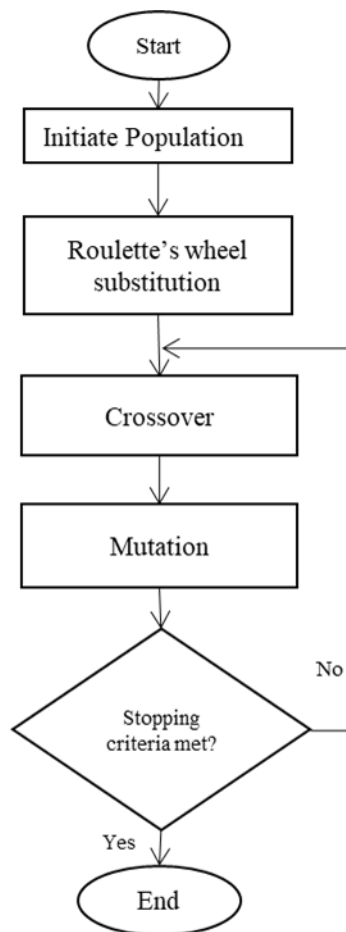 Start
Initiate Population
Roulette’s wheel
substitution
Crossover
Mutation
No
Stopping
criteria met?
Yes
End